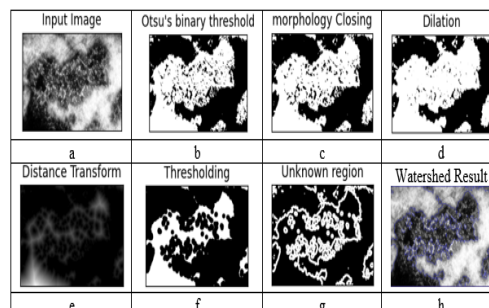 Input Image
Otsu's binary threshold
morphology Closing
Dilation
a
b
c
d
Distance Transform
Thresholding
Unknown region
Watershed Result
e
f
g
h